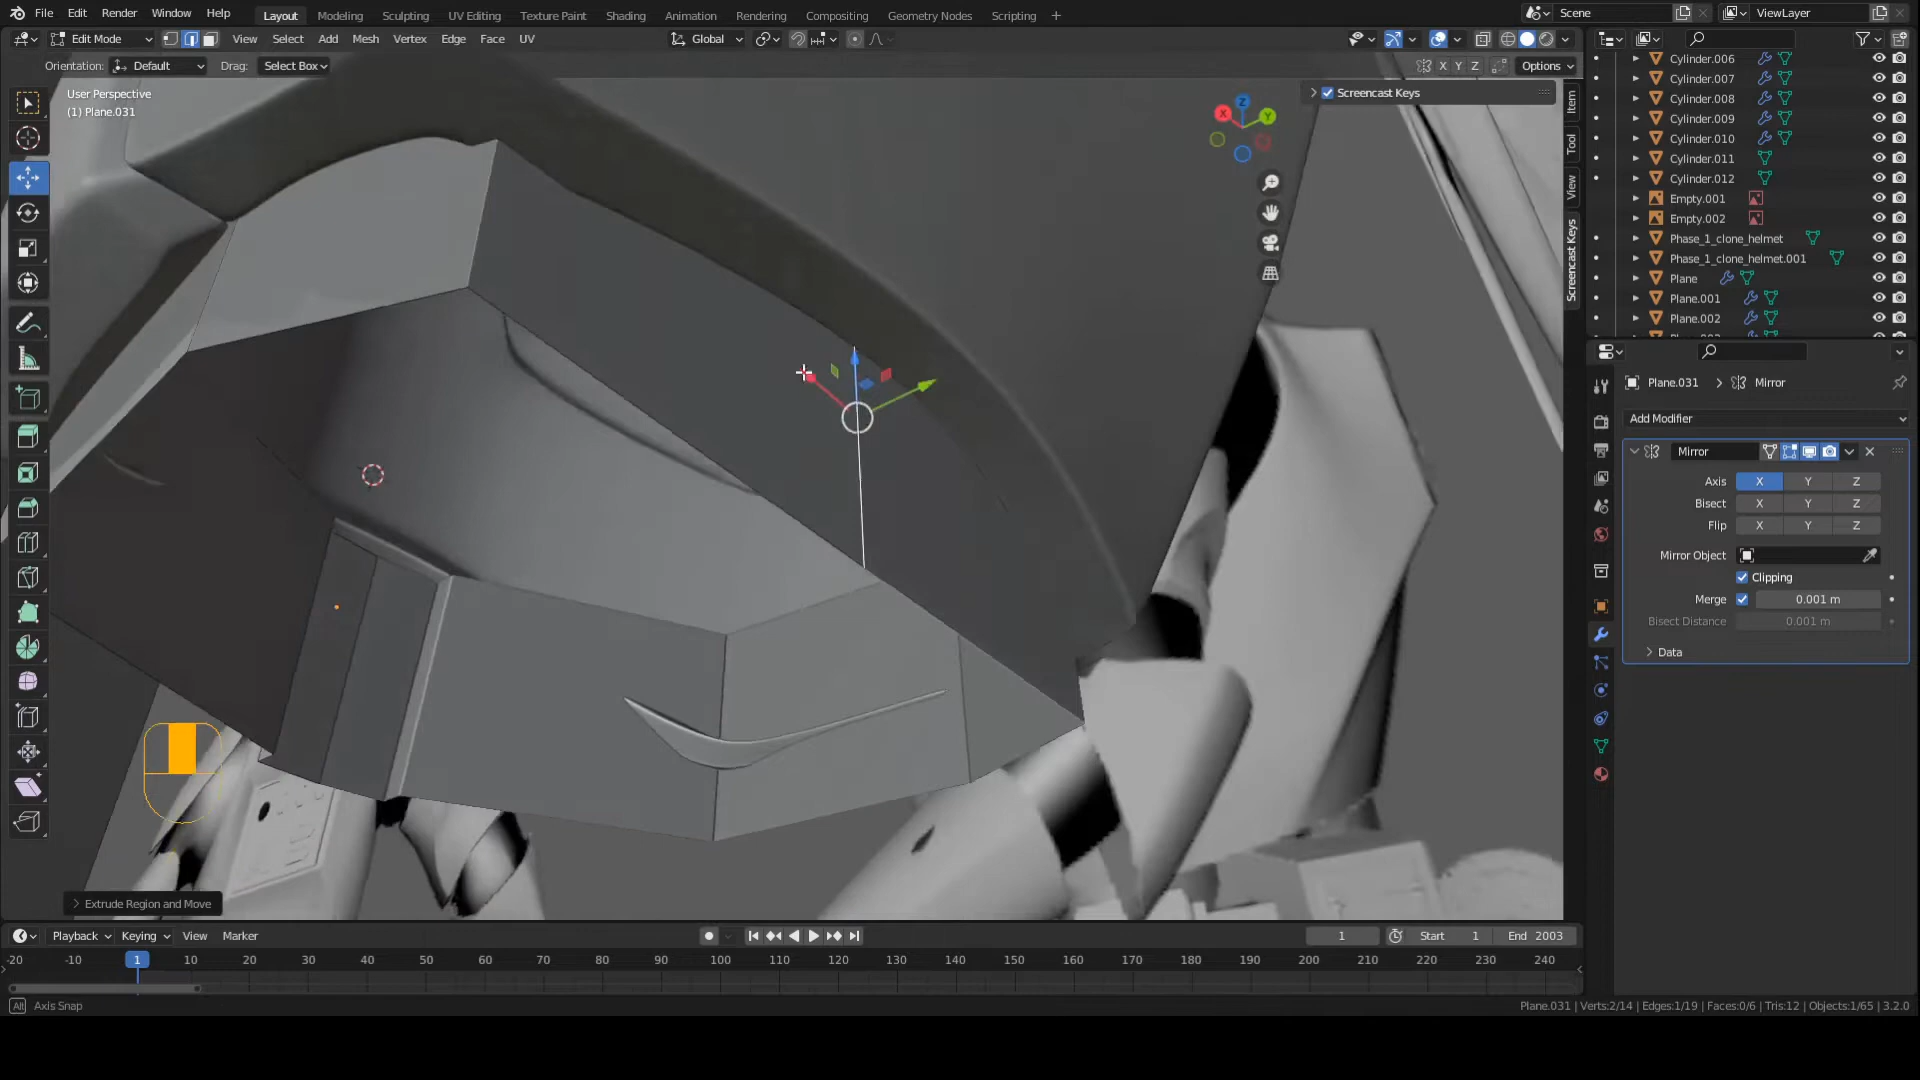 File Edit Render Window Help Layout Modeling Sculpting UV Editing Texture Paint Shading Animation Rendering Compositing Geometry Nodes Scripting + Scene ViewLayer
Edit Mode View Select Add Mesh Vertex Edge Face UV Global
Orientation: Default Drag: Select Box X Y Z Options
User Perspective
(1) Plane.031
Screencast Keys
X Y Z
Item
Tool
View
Screencast Keys
Cylinder.006
Cylinder.007
Cylinder.008
Cylinder.009
Cylinder.010
Cylinder.011
Cylinder.012
Empty.001
Empty.002
Phase_1_clone_helmet
Phase_1_clone_helmet.001
Plane
Plane.001
Plane.002
Plane.031 > Mirror
Add Modifier
Mirror
Axis X Y Z
Bisect X Y Z
Flip X Y Z
Mirror Object
Clipping
Merge 0.001 m
Bisect Distance 0.001 m
Data
Extrude Region and Move
Playback Keying View Marker 1 Start 1 End 2003
-20 -10 1 10 20 30 40 50 60 70 80 90 100 110 120 130 140 150 160 170 180 190 200 210 220 230 240
Alt Axis Snap
Plane.031 | Verts:2/14 | Edges:1/19 | Faces:0/6 | Tris:12 | Objects:1/65 | 3.2.0